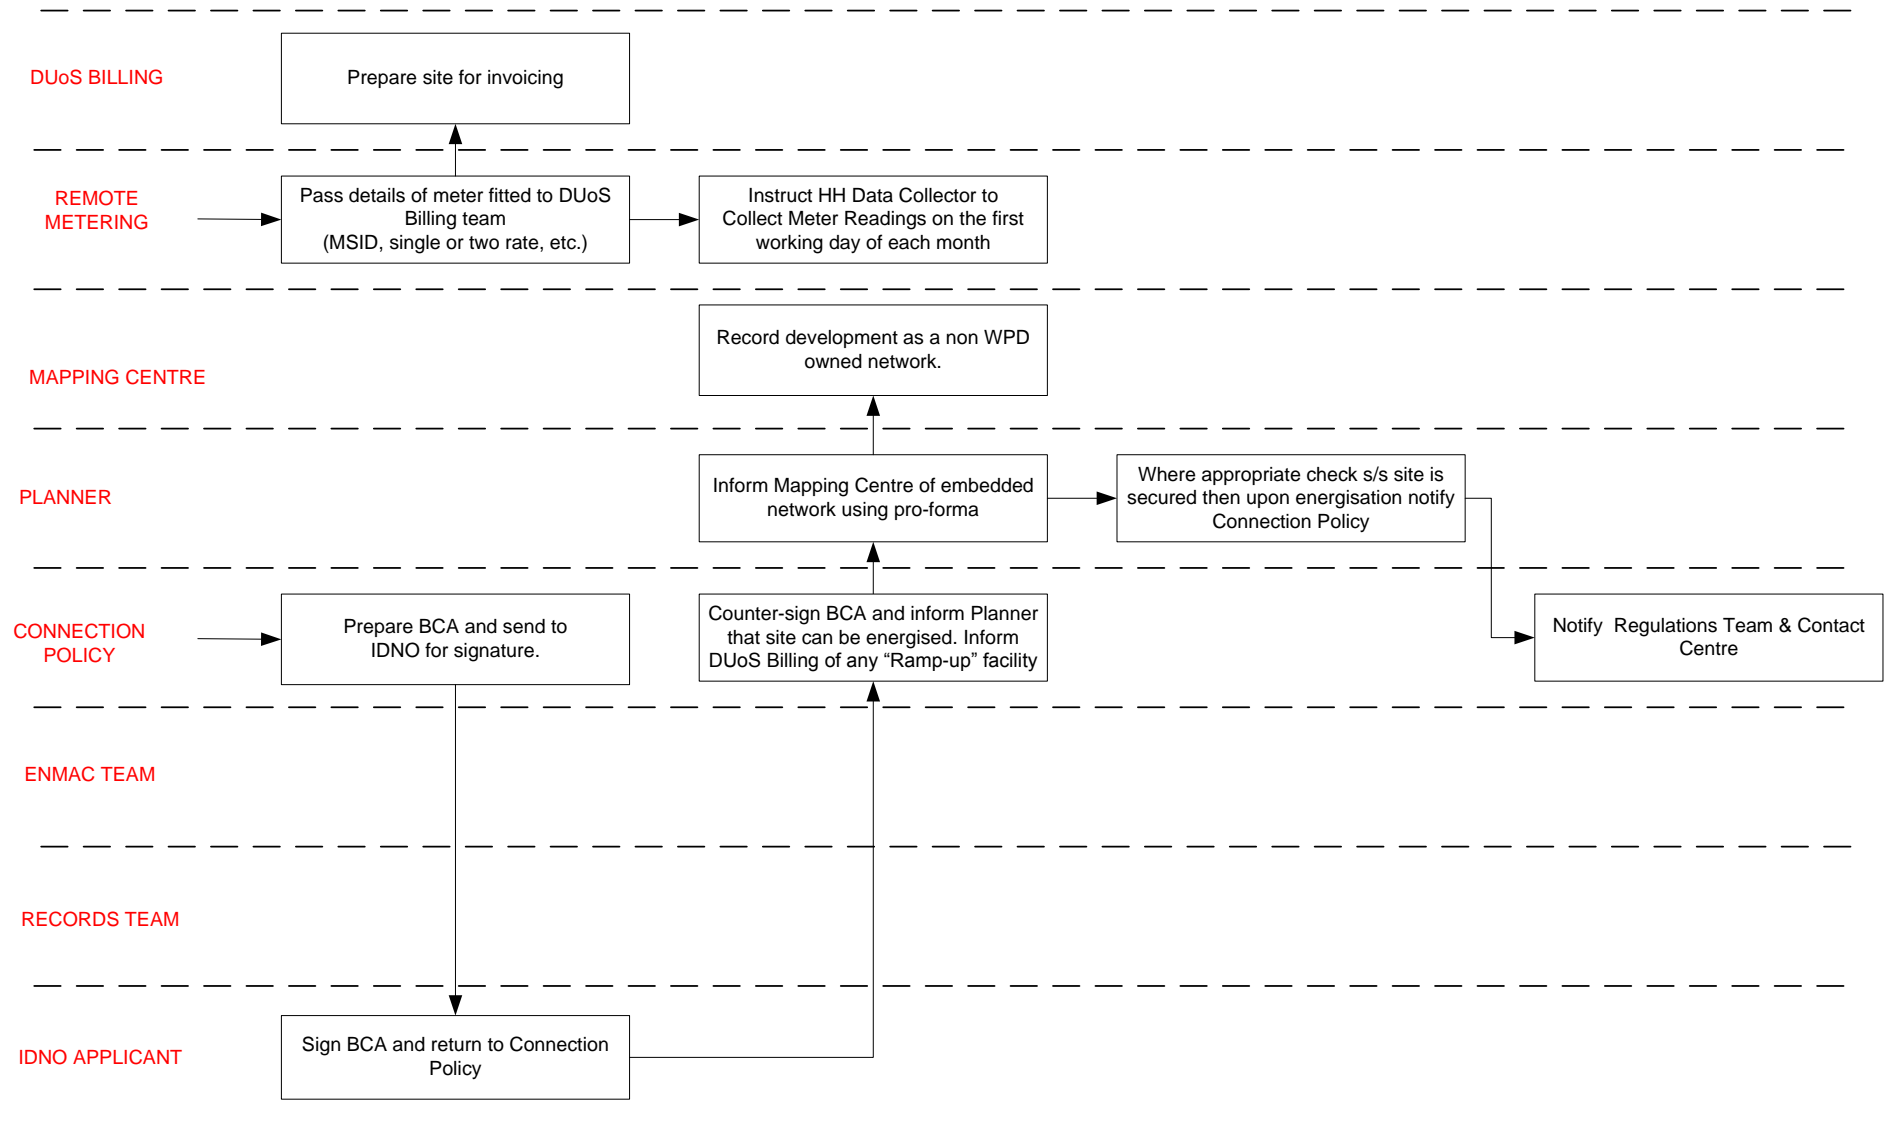 DUoS BILLING
Prepare site for invoicing
REMOTE
METERING
Pass details of meter fitted to DUoS
Billing team
(MSID, single or two rate, etc.)
Instruct HH Data Collector to
Collect Meter Readings on the first
working day of each month
MAPPING CENTRE
Record development as a non WPD
owned network.
PLANNER
Inform Mapping Centre of embedded
network using pro-forma
Where appropriate check s/s site is
secured then upon energisation notify
Connection Policy
CONNECTION
POLICY
Prepare BCA and send to
IDNO for signature.
Counter-sign BCA and inform Planner
that site can be energised. Inform
DUoS Billing of any “Ramp-up” facility
Notify Regulations Team & Contact
Centre
ENMAC TEAM
RECORDS TEAM
IDNO APPLICANT
Sign BCA and return to Connection
Policy